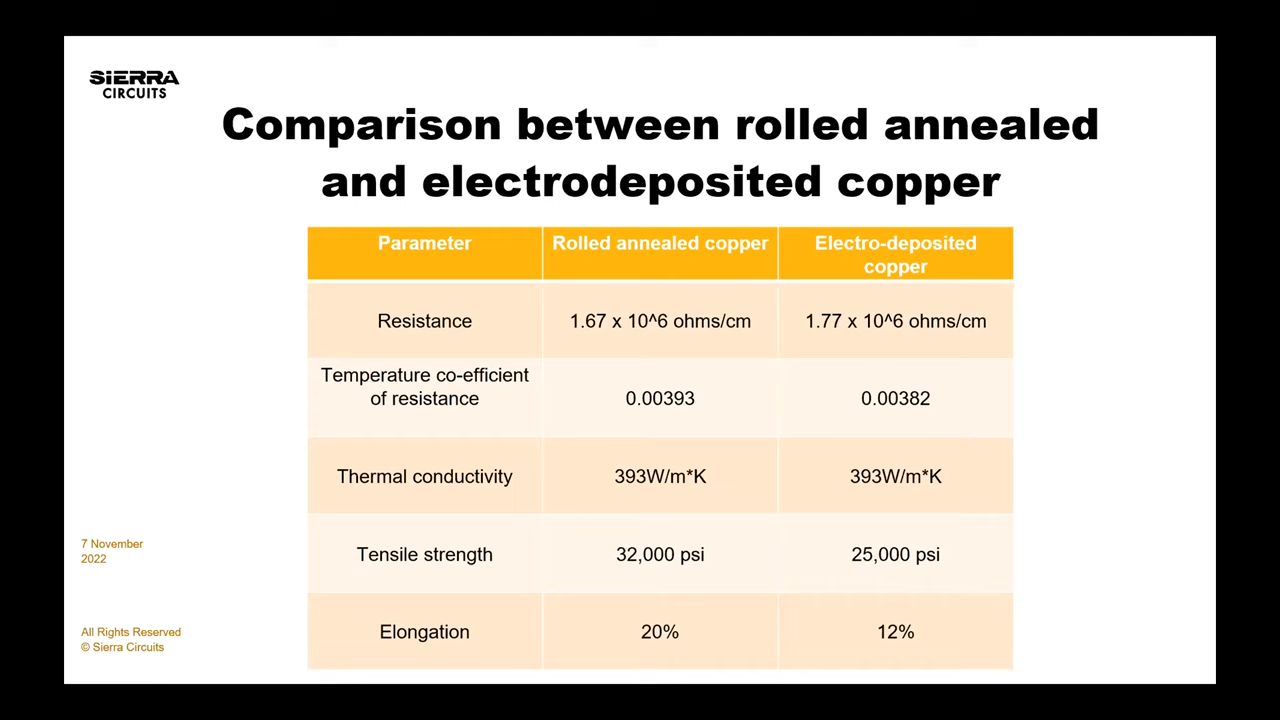 SiERRA
CIRCUITS
Comparison between rolled annealed
and electrodeposited copper
Parameter
Rolled annealed copper
Electro-deposited
copper
Resistance
1.67 x 10^6 ohms/cm
1.77 x 10^6 ohms/cm
Temperature co-efficient
of resistance
0.00393
0.00382
Thermal conductivity
393W/m*K
393W/m*K
Tensile strength
32,000 psi
25,000 psi
Elongation
20%
12%
7 November
2022
All Rights Reserved
© Sierra Circuits